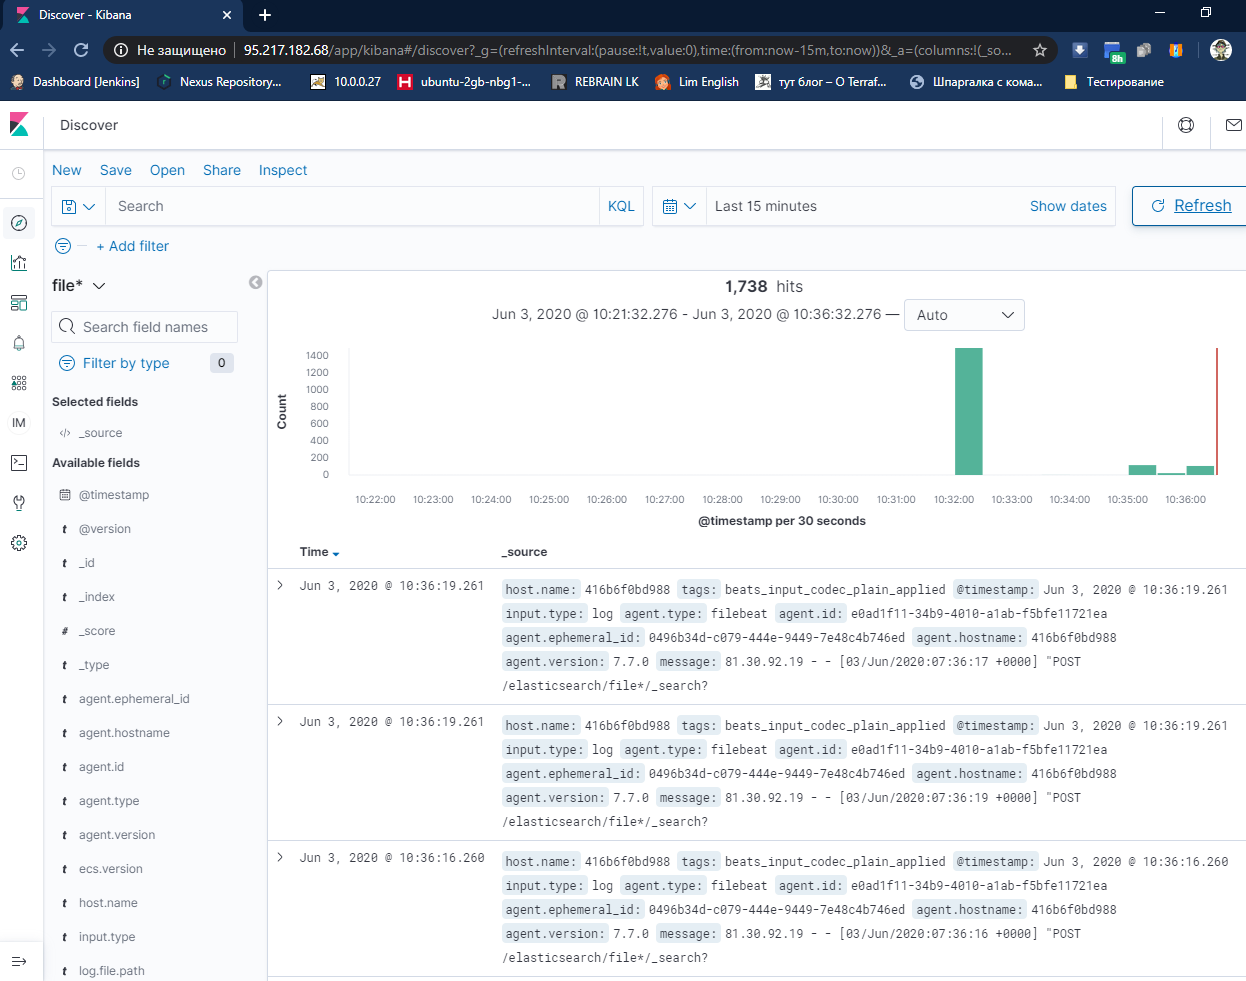 Discover - Kibana
Не защищено 95.217.182.68/app/kibana#/discover?_g=(refreshInterval:(pause:!t,value:0),time:(from:now-15m,to:now))&_a=(columns:!(_so...
8h
Dashboard [Jenkins] Nexus Repository... 10.0.0.27 ubuntu-2gb-nbg1-... REBRAIN LK Lim English тут блог – О Terraf... Шпаргалка с кома... Тестирование
Discover
New Save Open Share Inspect
Search KQL Last 15 minutes Show dates Refresh
+ Add filter
file*
Search field names
Filter by type 0
Selected fields
_source
Available fields
@timestamp
t @version
t _id
t _index
# _score
t _type
t agent.ephemeral_id
t agent.hostname
t agent.id
t agent.type
t agent.version
t ecs.version
t host.name
t input.type
t log.file.path
IM
1,738 hits
Jun 3, 2020 @ 10:21:32.276 - Jun 3, 2020 @ 10:36:32.276 — Auto
Count
1400
1200
1000
800
600
400
200
0
10:22:00 10:23:00 10:24:00 10:25:00 10:26:00 10:27:00 10:28:00 10:29:00 10:30:00 10:31:00 10:32:00 10:33:00 10:34:00 10:35:00 10:36:00
@timestamp per 30 seconds
Time _source
Jun 3, 2020 @ 10:36:19.261 host.name: 416b6f0bd988 tags: beats_input_codec_plain_applied @timestamp: Jun 3, 2020 @ 10:36:19.261
input.type: log agent.type: filebeat agent.id: e0ad1f11-34b9-4010-a1ab-f5bfe11721ea
agent.ephemeral_id: 0496b34d-c079-444e-9449-7e48c4b746ed agent.hostname: 416b6f0bd988
agent.version: 7.7.0 message: 81.30.92.19 - - [03/Jun/2020:07:36:17 +0000] "POST
/elasticsearch/file*/_search?
Jun 3, 2020 @ 10:36:19.261 host.name: 416b6f0bd988 tags: beats_input_codec_plain_applied @timestamp: Jun 3, 2020 @ 10:36:19.261
input.type: log agent.type: filebeat agent.id: e0ad1f11-34b9-4010-a1ab-f5bfe11721ea
agent.ephemeral_id: 0496b34d-c079-444e-9449-7e48c4b746ed agent.hostname: 416b6f0bd988
agent.version: 7.7.0 message: 81.30.92.19 - - [03/Jun/2020:07:36:19 +0000] "POST
/elasticsearch/file*/_search?
Jun 3, 2020 @ 10:36:16.260 host.name: 416b6f0bd988 tags: beats_input_codec_plain_applied @timestamp: Jun 3, 2020 @ 10:36:16.260
input.type: log agent.type: filebeat agent.id: e0ad1f11-34b9-4010-a1ab-f5bfe11721ea
agent.ephemeral_id: 0496b34d-c079-444e-9449-7e48c4b746ed agent.hostname: 416b6f0bd988
agent.version: 7.7.0 message: 81.30.92.19 - - [03/Jun/2020:07:36:16 +0000] "POST
/elasticsearch/file*/_search?